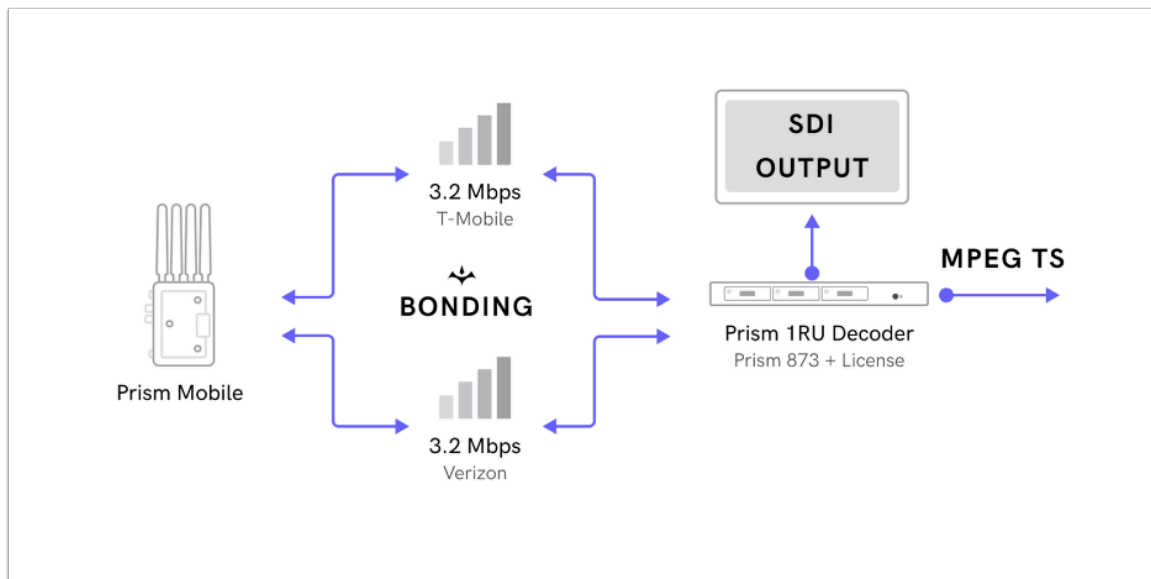 SDI
OUTPUT
3.2 Mbps
T-Mobile
MPEG TS
BONDING
Prism 1RU Decoder
Prism 873 + License
Prism Mobile
3.2 Mbps
Verizon